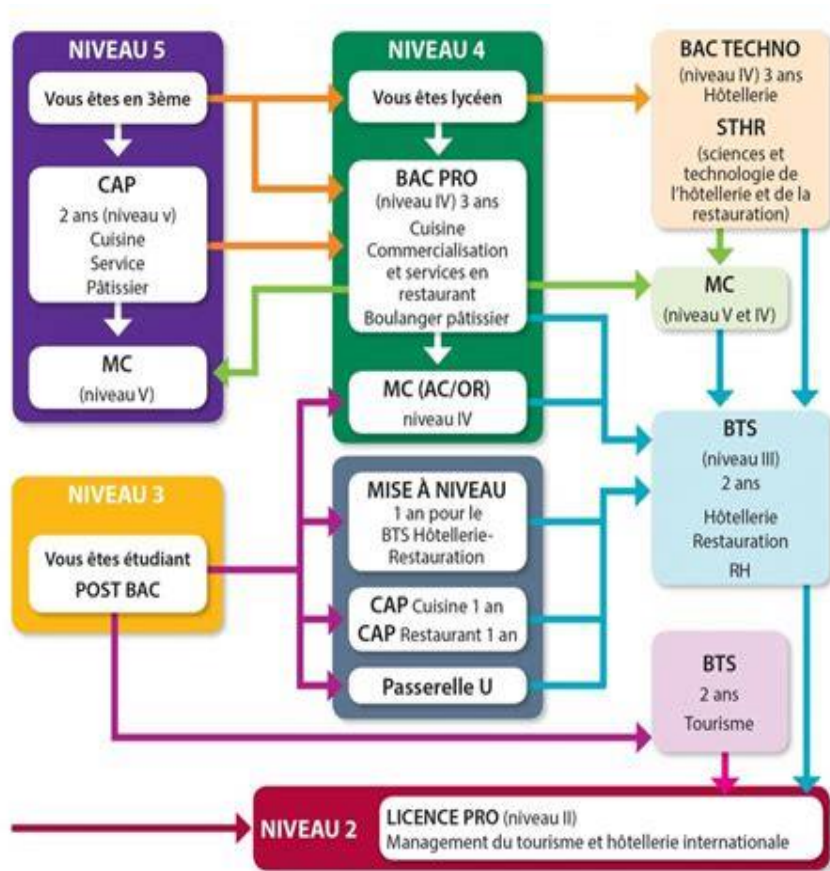 NIVEAU 5
Vous êtes en 3ème
CAP
2 ans (niveau v)
Cuisine
Service
Pâtissier
MC
(niveau V)
NIVEAU 4
Vous êtes lycéen
BAC PRO
(niveau IV) 3 ans
Cuisine
Commercialisation
et services en
restaurant
Boulanger pâtissier
MC (AC/OR)
niveau IV
BAC TECHNO
(niveau IV) 3 ans
Hôtellerie
STHR
(sciences et
technologie de
l'hôtellerie et de la
restauration)
MC
(niveau V et IV)
BTS
(niveau III)
2 ans
Hôtellerie
Restauration
RH
NIVEAU 3
Vous êtes étudiant
POST BAC
MISE À NIVEAU
1 an pour le
BTS Hôtellerie-
Restauration
CAP Cuisine 1 an
CAP Restaurant 1 an
Passerelle U
BTS
2 ans
Tourisme
NIVEAU 2
LICENCE PRO (niveau II)
Management du tourisme et hôtellerie internationale